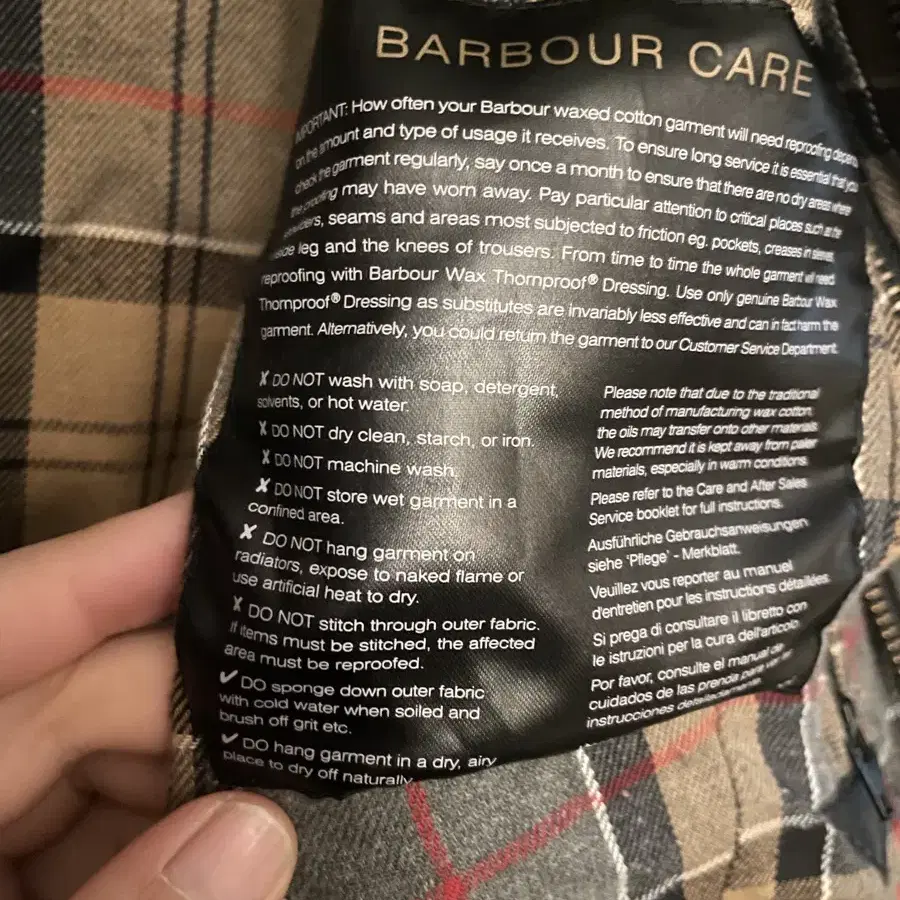 BARBOUR CARE
IMPORTANT: How often your Barbour waxed cotton garment will need reproofing depends
on the amount and type of usage it receives. To ensure long service it is essential that you
check the garment regularly, say once a month to ensure that there are no dry areas where
the proofing may have worn away. Pay particular attention to critical places such as the
shoulders, seams and areas most subjected to friction eg. pockets, creases in sleeves,
inside leg and the knees of trousers. From time to time the whole garment will need
reproofing with Barbour Wax Thornproof® Dressing. Use only genuine Barbour Wax
Thornproof® Dressing as substitutes are invariably less effective and can in fact harm the
garment. Alternatively, you could return the garment to our Customer Service Department.
✗ DO NOT wash with soap, detergent,
solvents, or hot water.
✗ DO NOT dry clean, starch, or iron.
✗ DO NOT machine wash.
✗ DO NOT store wet garment in a
confined area.
✗ DO NOT hang garment on
radiators, expose to naked flame or
use artificial heat to dry.
✗ DO NOT stitch through outer fabric.
If items must be stitched, the affected
area must be reproofed.
✓ DO sponge down outer fabric
with cold water when soiled and
brush off grit etc.
✓ DO hang garment in a dry, airy
place to dry off naturally.
Please note that due to the traditional
method of manufacturing wax cotton,
the oils may transfer onto other materials.
We recommend it is kept away from paler
materials, especially in warm conditions.
Please refer to the Care and After Sales
Service booklet for full instructions.
Ausführliche Gebrauchsanweisungen
siehe 'Pflege' - Merkblatt.
Veuillez vous reporter au manuel
d'entretien pour les instructions détaillées.
Si prega di consultare il libretto con
le istruzioni per la cura dell'articolo.
Por favor, consulte el manual de
cuidados de las prenda para ver
instrucciones detalladamente.